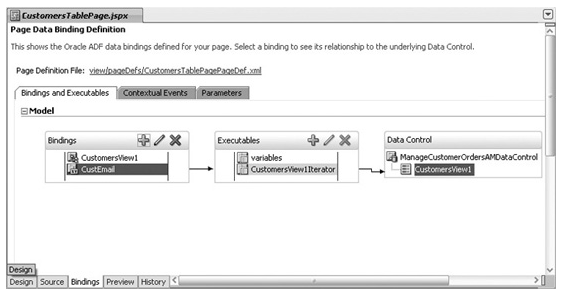 CustomersTablePage.jspx
Page Data Binding Definition
This shows the Oracle ADF data bindings defined for your page. Select a binding to see its relationship to the underlying Data Control.
Page Definition File: view/pageDefs/CustomersTablePagePageDef.xml
Bindings and Executables Contextual Events Parameters
Model
Bindings Executables Data Control
CustomersView1 variables ManageCustomerOrdersAMDataControl
CustEmail CustomersView1Iterator CustomersView1
Design
Design Source Bindings Preview History